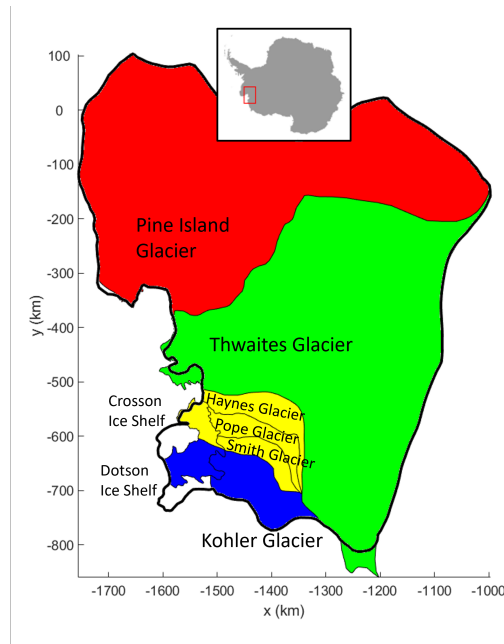 100
0
-100
-200
-300
-400
-500
-600
-700
-800
y (km)
Pine Island
Glacier
Thwaites Glacier
Crosson
Ice Shelf
Haynes Glacier
Pope Glacier
Smith Glacier
Dotson
Ice Shelf
Kohler Glacier
-1700 -1600 -1500 -1400 -1300 -1200 -1100 -1000
x (km)